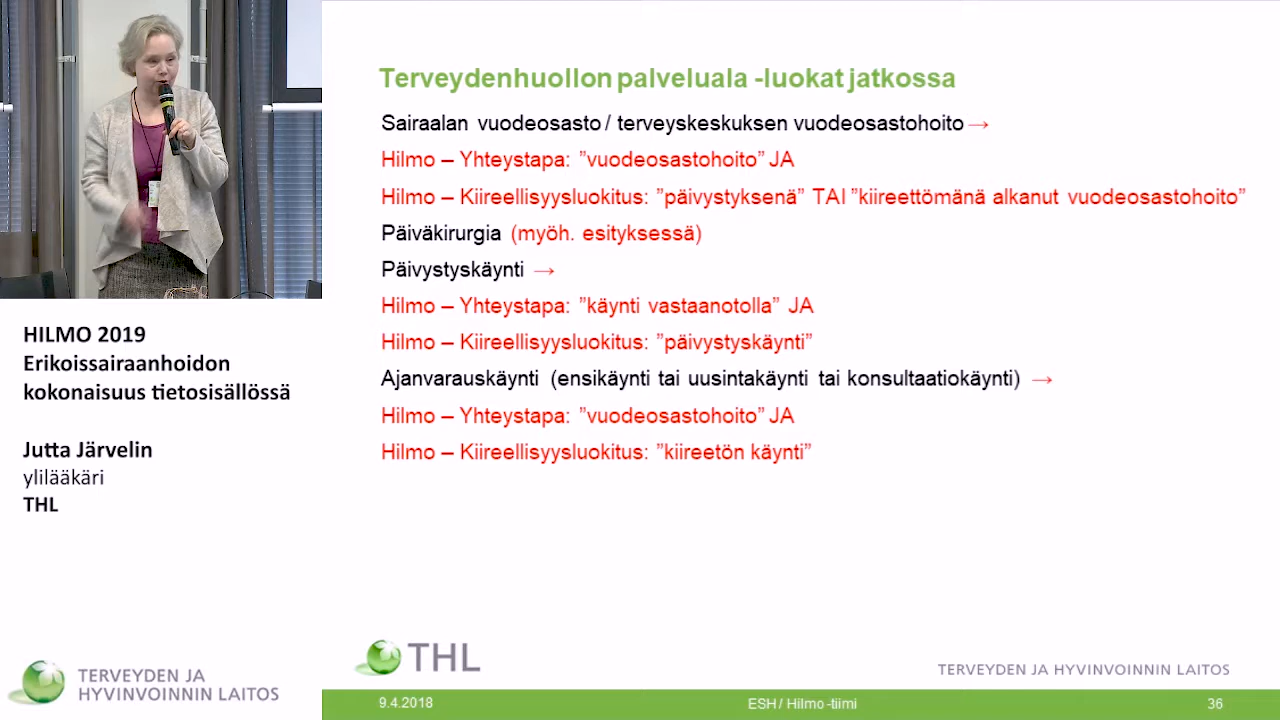 Terveydenhuollon palveluala -luokat jatkossa
Sairaalan vuodeosasto / terveyskeskuksen vuodeosastohoito →
Hilmo – Yhteystapa: ”vuodeosastohoito” JA
Hilmo – Kiireellisyysluokitus: ”päivystyksenä” TAI ”kiireettömänä alkanut vuodeosastohoito”
Päiväkirurgia (myöh. esityksessä)
Päivystyskäynti →
Hilmo – Yhteystapa: ”käynti vastaanotolla” JA
Hilmo – Kiireellisyysluokitus: ”päivystyskäynti”
Ajanvarauskäynti (ensikäynti tai uusintakäynti tai konsultaatiokäynti) →
Hilmo – Yhteystapa: ”vuodeosastohoito” JA
Hilmo – Kiireellisyysluokitus: ”kiireetön käynti”
HILMO 2019
Erikoissairaanhoidon
kokonaisuus tietosisällössä
Jutta Järvelin
ylilääkäri
THL
TERVEYDEN JA
HYVINVOINNIN LAITOS
THL
TERVEYDEN JA HYVINVOINNIN LAITOS
9.4.2018
ESH / Hilmo -tiimi
36